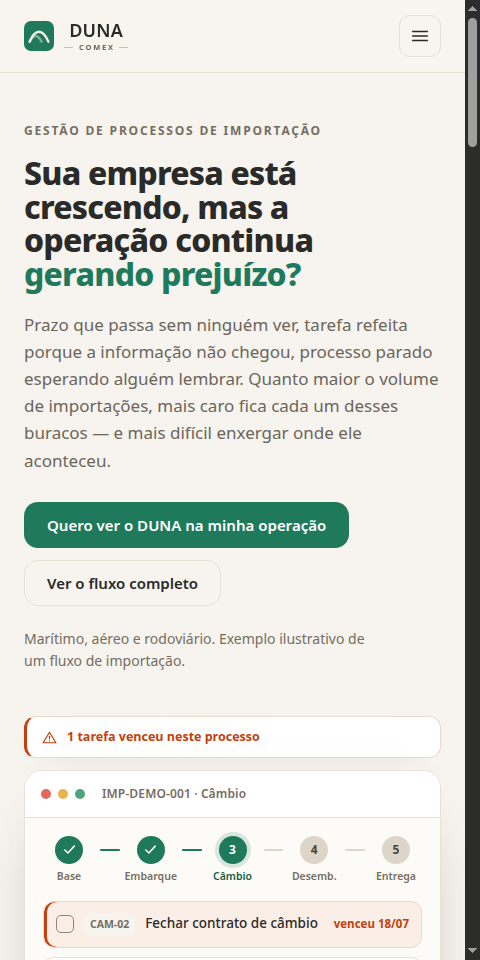 DUNA
COMEX
GESTÃO DE PROCESSOS DE IMPORTAÇÃO
Sua empresa está
crescendo, mas a
operação continua
gerando prejuízo?
Prazo que passa sem ninguém ver, tarefa refeita
porque a informação não chegou, processo parado
esperando alguém lembrar. Quanto maior o volume
de importações, mais caro fica cada um desses
buracos — e mais difícil enxergar onde ele
aconteceu.
Quero ver o DUNA na minha operação
Ver o fluxo completo
Marítimo, aéreo e rodoviário. Exemplo ilustrativo de
um fluxo de importação.
1 tarefa venceu neste processo
IMP-DEMO-001 · Câmbio
3 4 5
Base Embarque Câmbio Desemb. Entrega
CAM-02 Fechar contrato de câmbio venceu 18/07